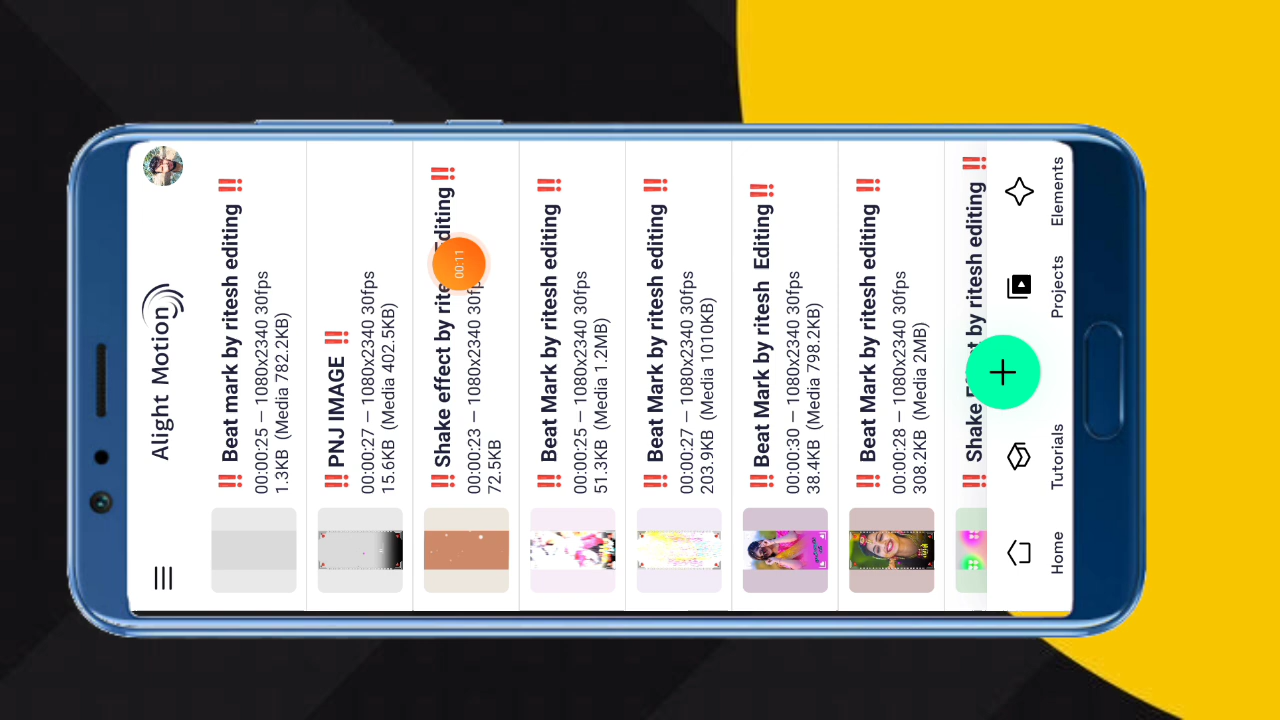 Alight Motion
‼ Beat mark by ritesh editing ‼
00:00:25 — 1080x2340 30fps
1.3KB (Media 782.2KB)
‼ PNJ IMAGE ‼
00:00:27 — 1080x2340 30fps
15.6KB (Media 402.5KB)
‼ Shake effect by Editing ‼
00:00:23 — 1080x2340 30fps
72.5KB
00:11
‼ Beat Mark by ritesh editing ‼
00:00:25 — 1080x2340 30fps
51.3KB (Media 1.2MB)
‼ Beat Mark by ritesh editing ‼
00:00:27 — 1080x2340 30fps
203.9KB (Media 1010KB)
‼ Beat Mark by ritesh Editing ‼
00:00:30 — 1080x2340 30fps
38.4KB (Media 798.2KB)
‼ Beat Mark by ritesh editing ‼
00:00:28 — 1080x2340 30fps
308.2KB (Media 2MB)
‼ Shake by ritesh editing ‼
Home
Tutorials
Projects
Elements